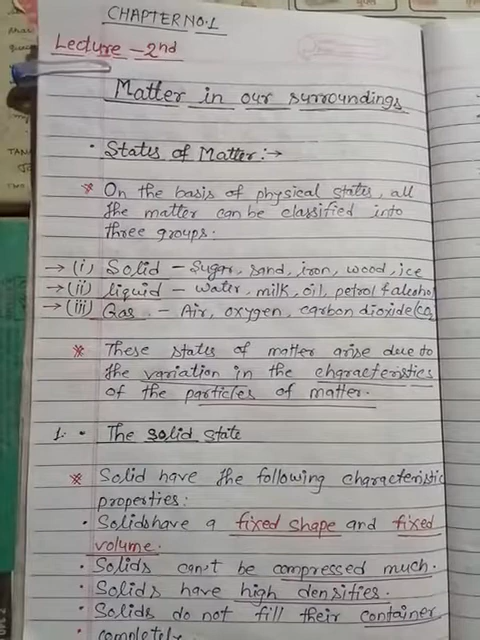 CHAPTER NO.1
Lecture - 2nd
Matter in our surroundings
• States of Matter:→
* On the basis of physical states, all
the matter can be classified into
three groups:
→ (i) Solid - Sugar, sand, iron, wood, ice
→ (ii) liquid - water, milk, oil, petrol & alcohol
→ (iii) Gas - Air, oxygen, carbon dioxide (CO2
* These states of matter arise due to
the variation in the characteristics
of the particles of matter.
1. • The solid state
* Solid have the following characteristic
properties:
• Solids have a fixed shape and fixed
volume.
• Solids can't be compressed much.
• Solids have high densities.
• Solids do not fill their container
• completely